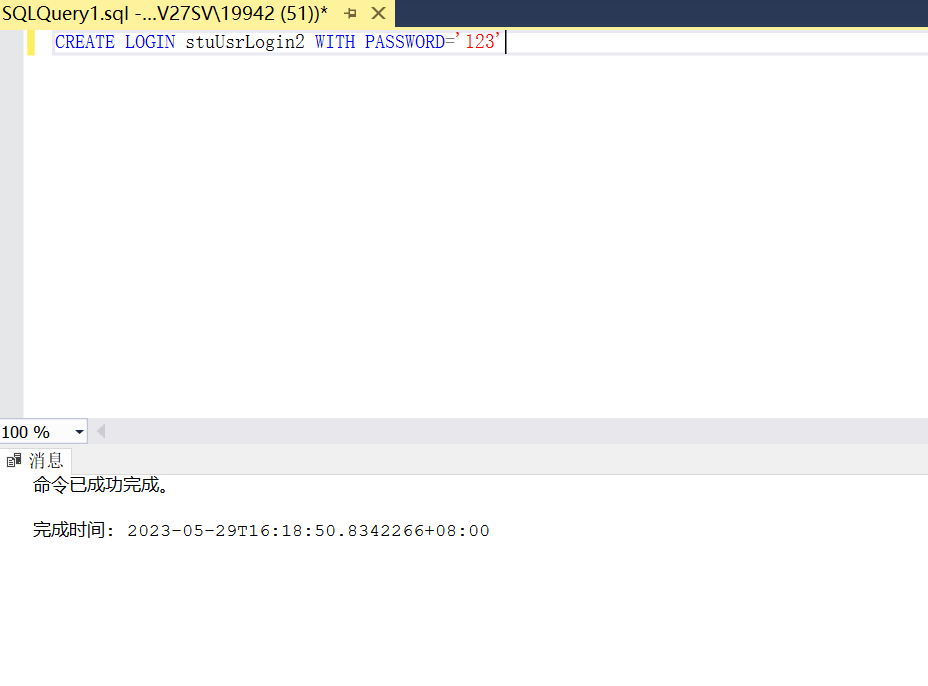 SQLQuery1.sql -...V27SV\19942 (51))*
CREATE LOGIN stuUsrLogin2 WITH PASSWORD='123'
100 %
消息
命令已成功完成。
完成时间: 2023-05-29T16:18:50.8342266+08:00